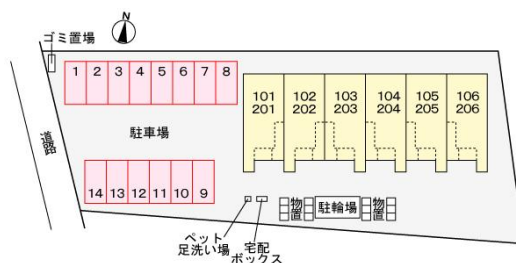 N
ゴミ置場
1 2 3 4 5 6 7 8
101 102 103 104 105 106
201 202 203 204 205 206
道路
駐車場
14 13 12 11 10 9
物置 駐輪場 物置
ペット
足洗い場
宅配
ボックス